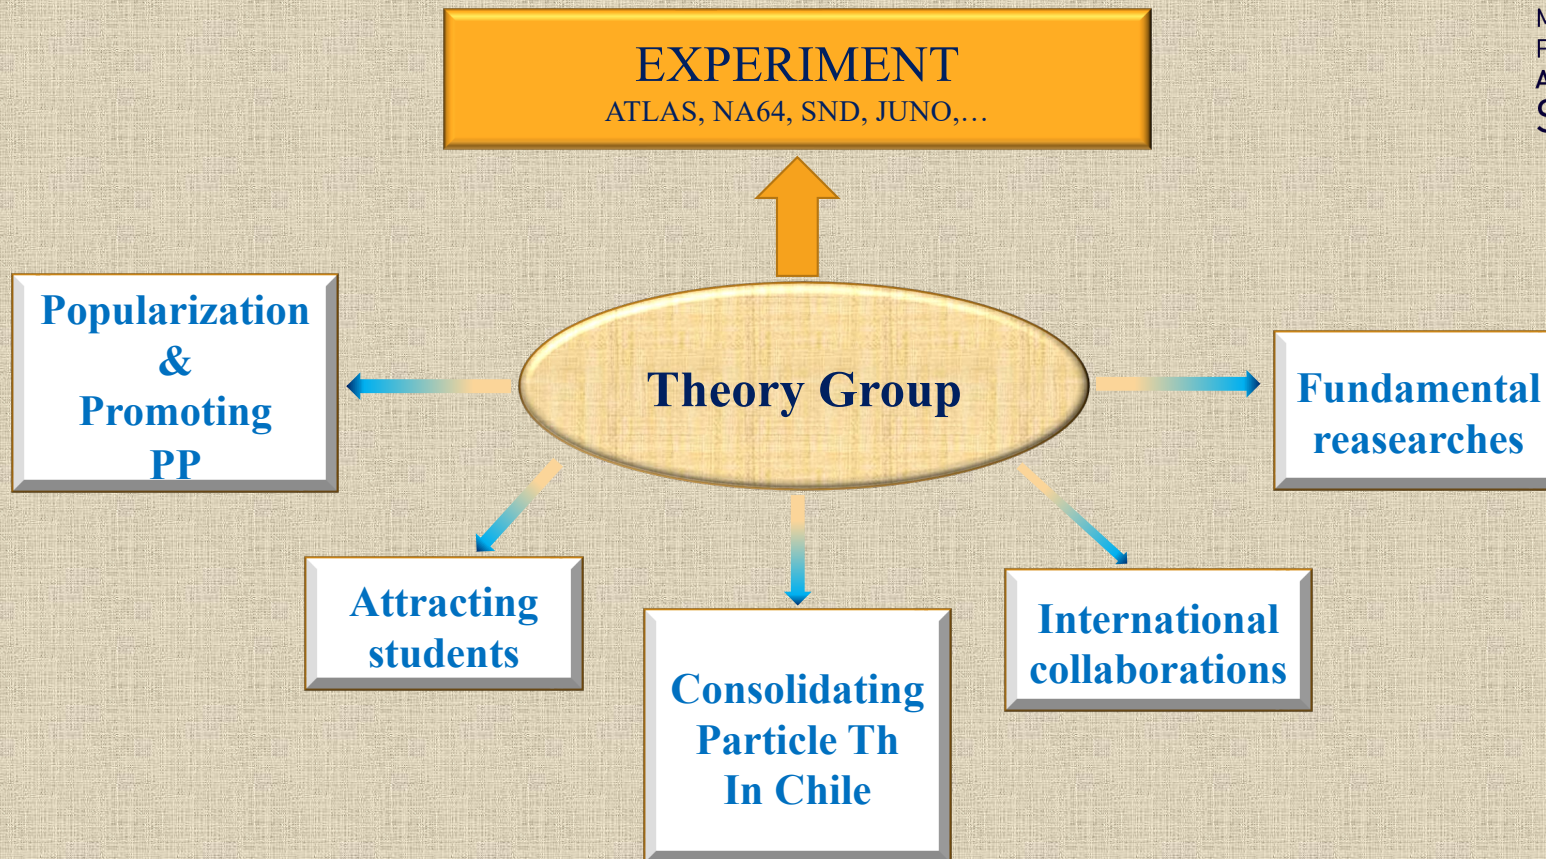 EXPERIMENT
ATLAS, NA64, SND, JUNO,…
Popularization
&
Promoting
PP
Theory Group
Fundamental
reasearches
Attracting
students
International
collaborations
Consolidating
Particle Th
In Chile